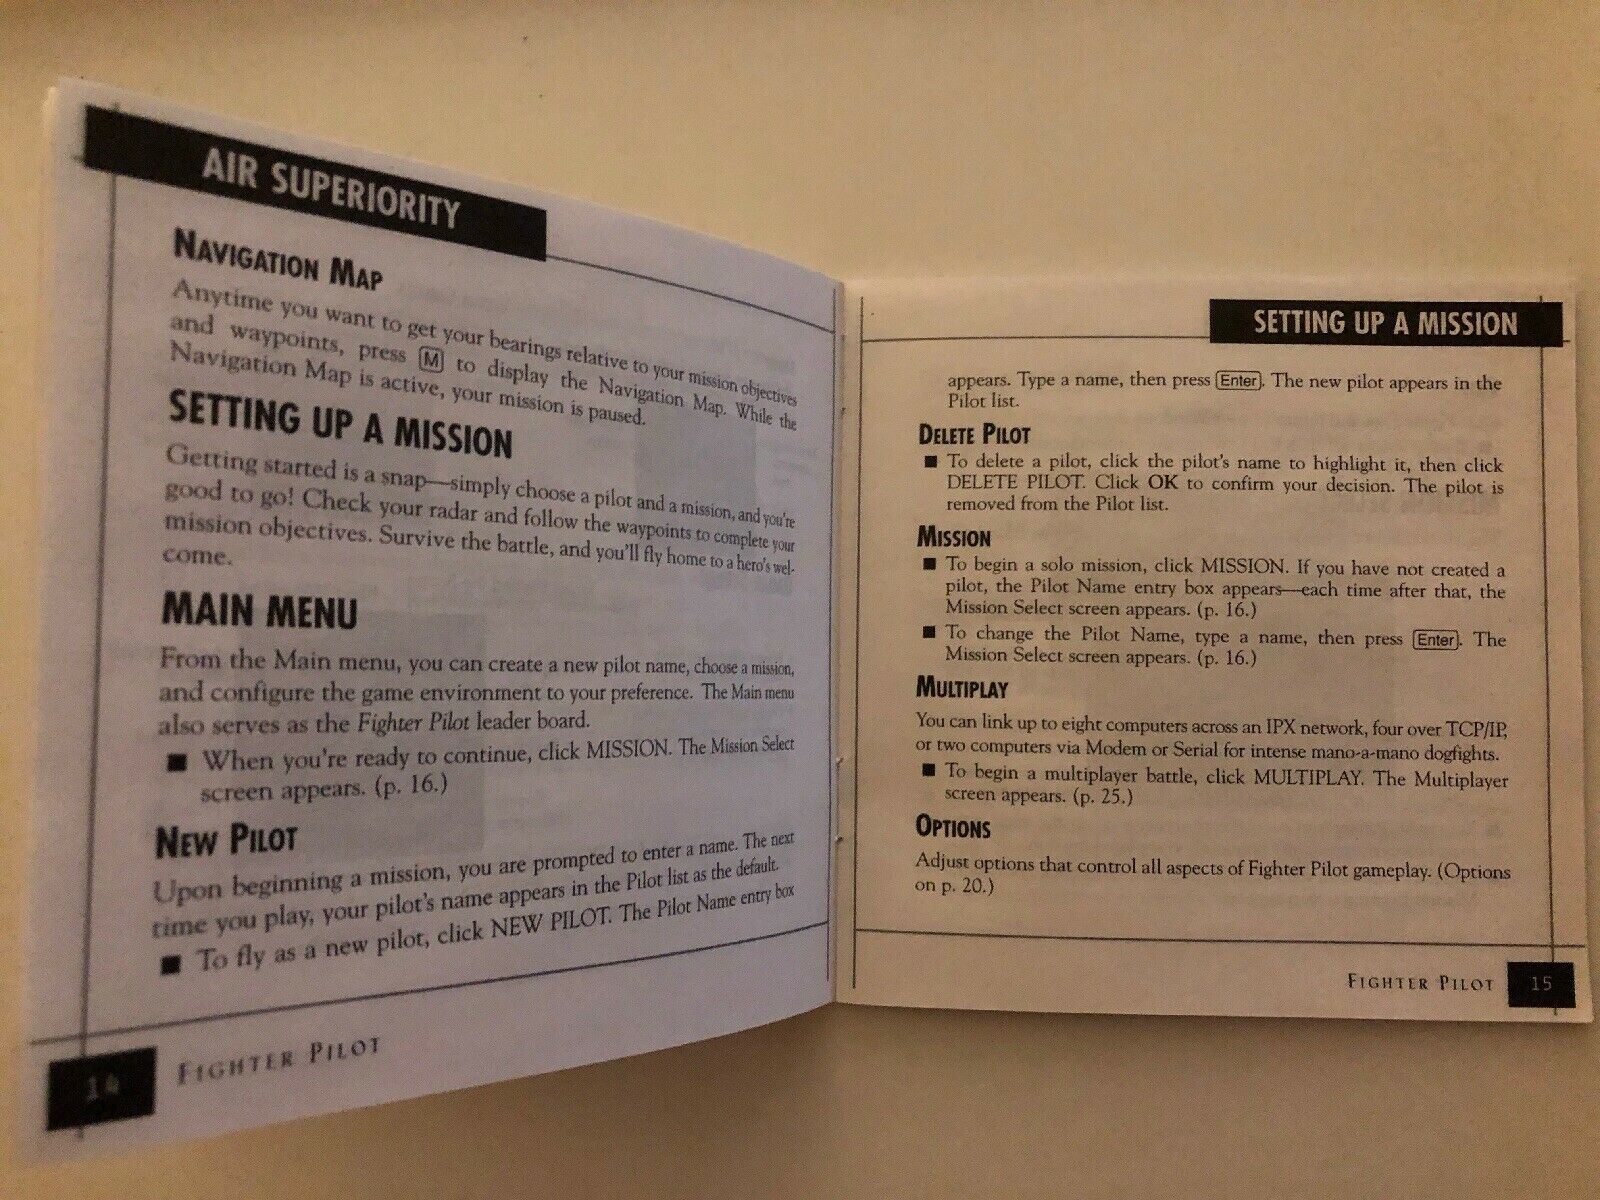 AIR SUPERIORITY
NAVIGATION MAP
Anytime you want to get your bearings relative to your mission objectives
and waypoints, press M to display the Navigation Map. While the
Navigation Map is active, your mission is paused.
SETTING UP A MISSION
Getting started is a snap—simply choose a pilot and a mission, and you're
good to go! Check your radar and follow the waypoints to complete your
mission objectives. Survive the battle, and you'll fly home to a hero's wel-
come.
MAIN MENU
From the Main menu, you can create a new pilot name, choose a mission,
and configure the game environment to your preference. The Main menu
also serves as the Fighter Pilot leader board.
■ When you're ready to continue, click MISSION. The Mission Select
screen appears. (p. 16.)
NEW PILOT
Upon beginning a mission, you are prompted to enter a name. The next
time you play, your pilot's name appears in the Pilot list as the default.
■ To fly as a new pilot, click NEW PILOT. The Pilot Name entry box
14 FIGHTER PILOT
SETTING UP A MISSION
appears. Type a name, then press Enter. The new pilot appears in the
Pilot list.
DELETE PILOT
■ To delete a pilot, click the pilot's name to highlight it, then click
DELETE PILOT. Click OK to confirm your decision. The pilot is
removed from the Pilot list.
MISSION
■ To begin a solo mission, click MISSION. If you have not created a
pilot, the Pilot Name entry box appears—each time after that, the
Mission Select screen appears. (p. 16.)
■ To change the Pilot Name, type a name, then press Enter. The
Mission Select screen appears. (p. 16.)
MULTIPLAY
You can link up to eight computers across an IPX network, four over TCP/IP,
or two computers via Modem or Serial for intense mano-a-mano dogfights.
■ To begin a multiplayer battle, click MULTIPLAY. The Multiplayer
screen appears. (p. 25.)
OPTIONS
Adjust options that control all aspects of Fighter Pilot gameplay. (Options
on p. 20.)
FIGHTER PILOT 15